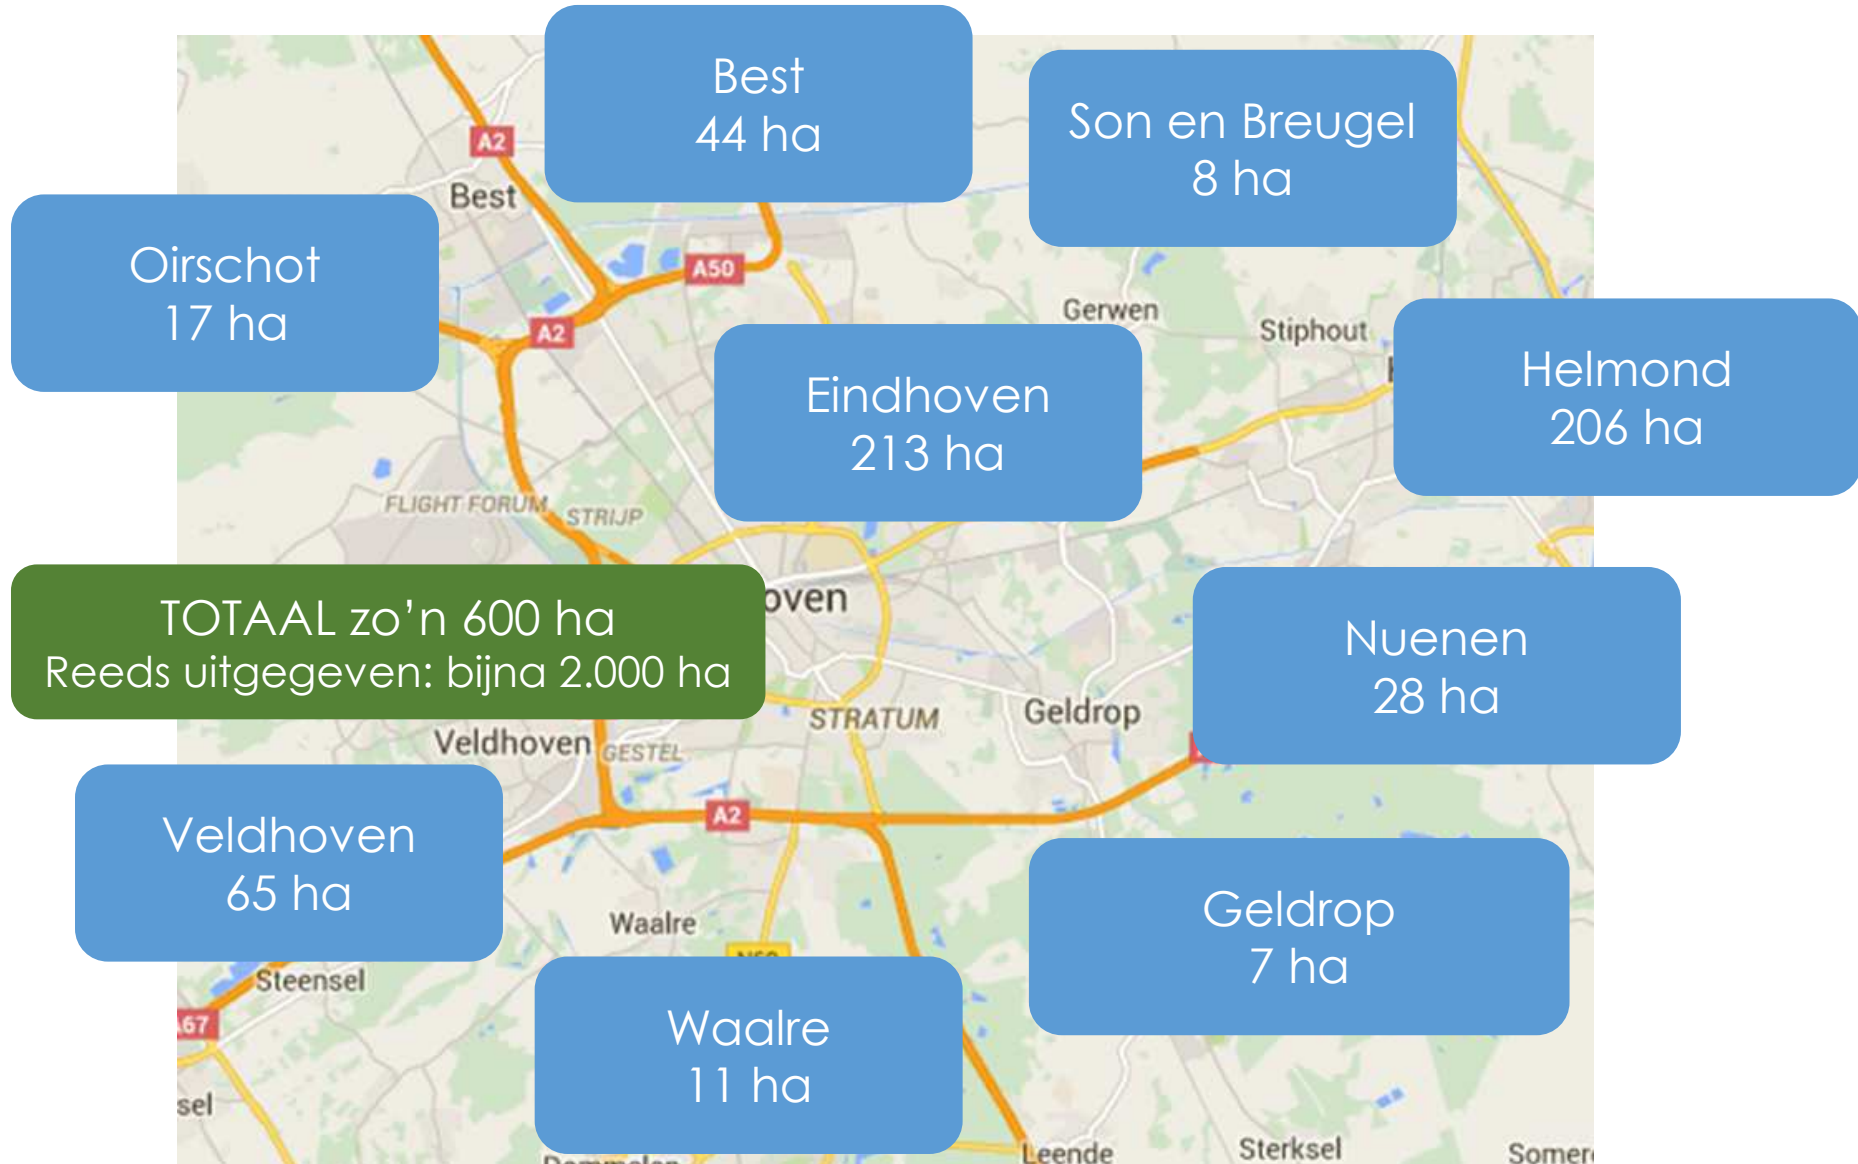 Best
44 ha
Son en Breugel
8 ha
A2
Best
Oirschot
17 ha
A50
A2
Gerwen
Stiphout
Eindhoven
213 ha
Helmond
206 ha
FLIGHT FORUM
STRIJP
TOTAAL zo’n 600 ha
Reeds uitgegeven: bijna 2.000 ha
oven
Nuenen
28 ha
STRATUM
Geldrop
Veldhoven
GESTEL
A2
Veldhoven
65 ha
Geldrop
7 ha
Waalre
Steensel
A67
Waalre
11 ha
sel
Leende
Sterksel
Somer